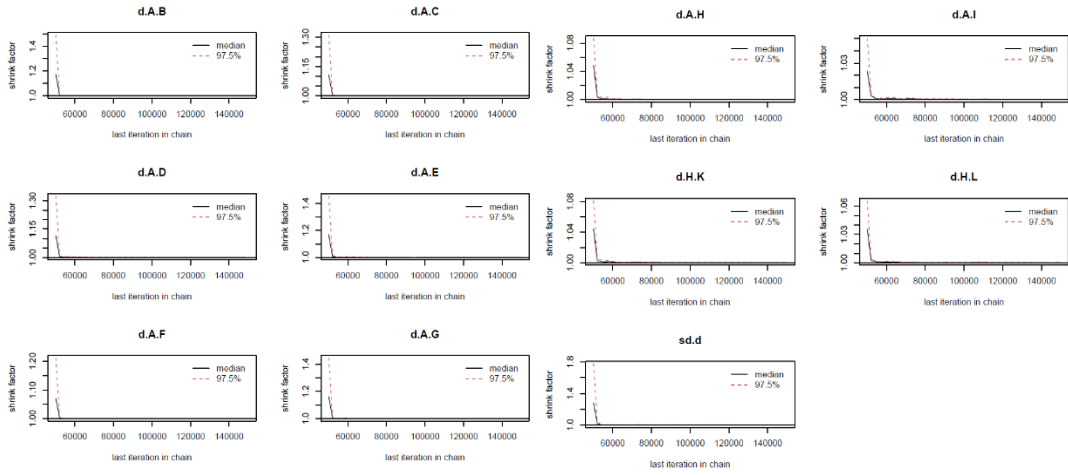 d.A.B
shrink factor
1.0 1.2 1.4
median
97.5%
60000 80000 100000 120000 140000
last iteration in chain
d.A.C
shrink factor
1.00 1.15 1.30
median
97.5%
60000 80000 100000 120000 140000
last iteration in chain
d.A.H
shrink factor
1.00 1.04 1.08
median
97.5%
60000 80000 100000 120000 140000
last iteration in chain
d.A.I
shrink factor
1.00 1.03
median
97.5%
60000 80000 100000 120000 140000
last iteration in chain
d.A.D
shrink factor
1.00 1.15 1.30
median
97.5%
60000 80000 100000 120000 140000
last iteration in chain
d.A.E
shrink factor
1.0 1.2 1.4
median
97.5%
60000 80000 100000 120000 140000
last iteration in chain
d.H.K
shrink factor
1.00 1.04 1.08
median
97.5%
60000 80000 100000 120000 140000
last iteration in chain
d.H.L
shrink factor
1.00 1.03 1.06
median
97.5%
60000 80000 100000 120000 140000
last iteration in chain
d.A.F
shrink factor
1.00 1.10 1.20
median
97.5%
60000 80000 100000 120000 140000
last iteration in chain
d.A.G
shrink factor
1.0 1.2 1.4
median
97.5%
60000 80000 100000 120000 140000
last iteration in chain
sd.d
shrink factor
1.0 1.4 1.8
median
97.5%
60000 80000 100000 120000 140000
last iteration in chain